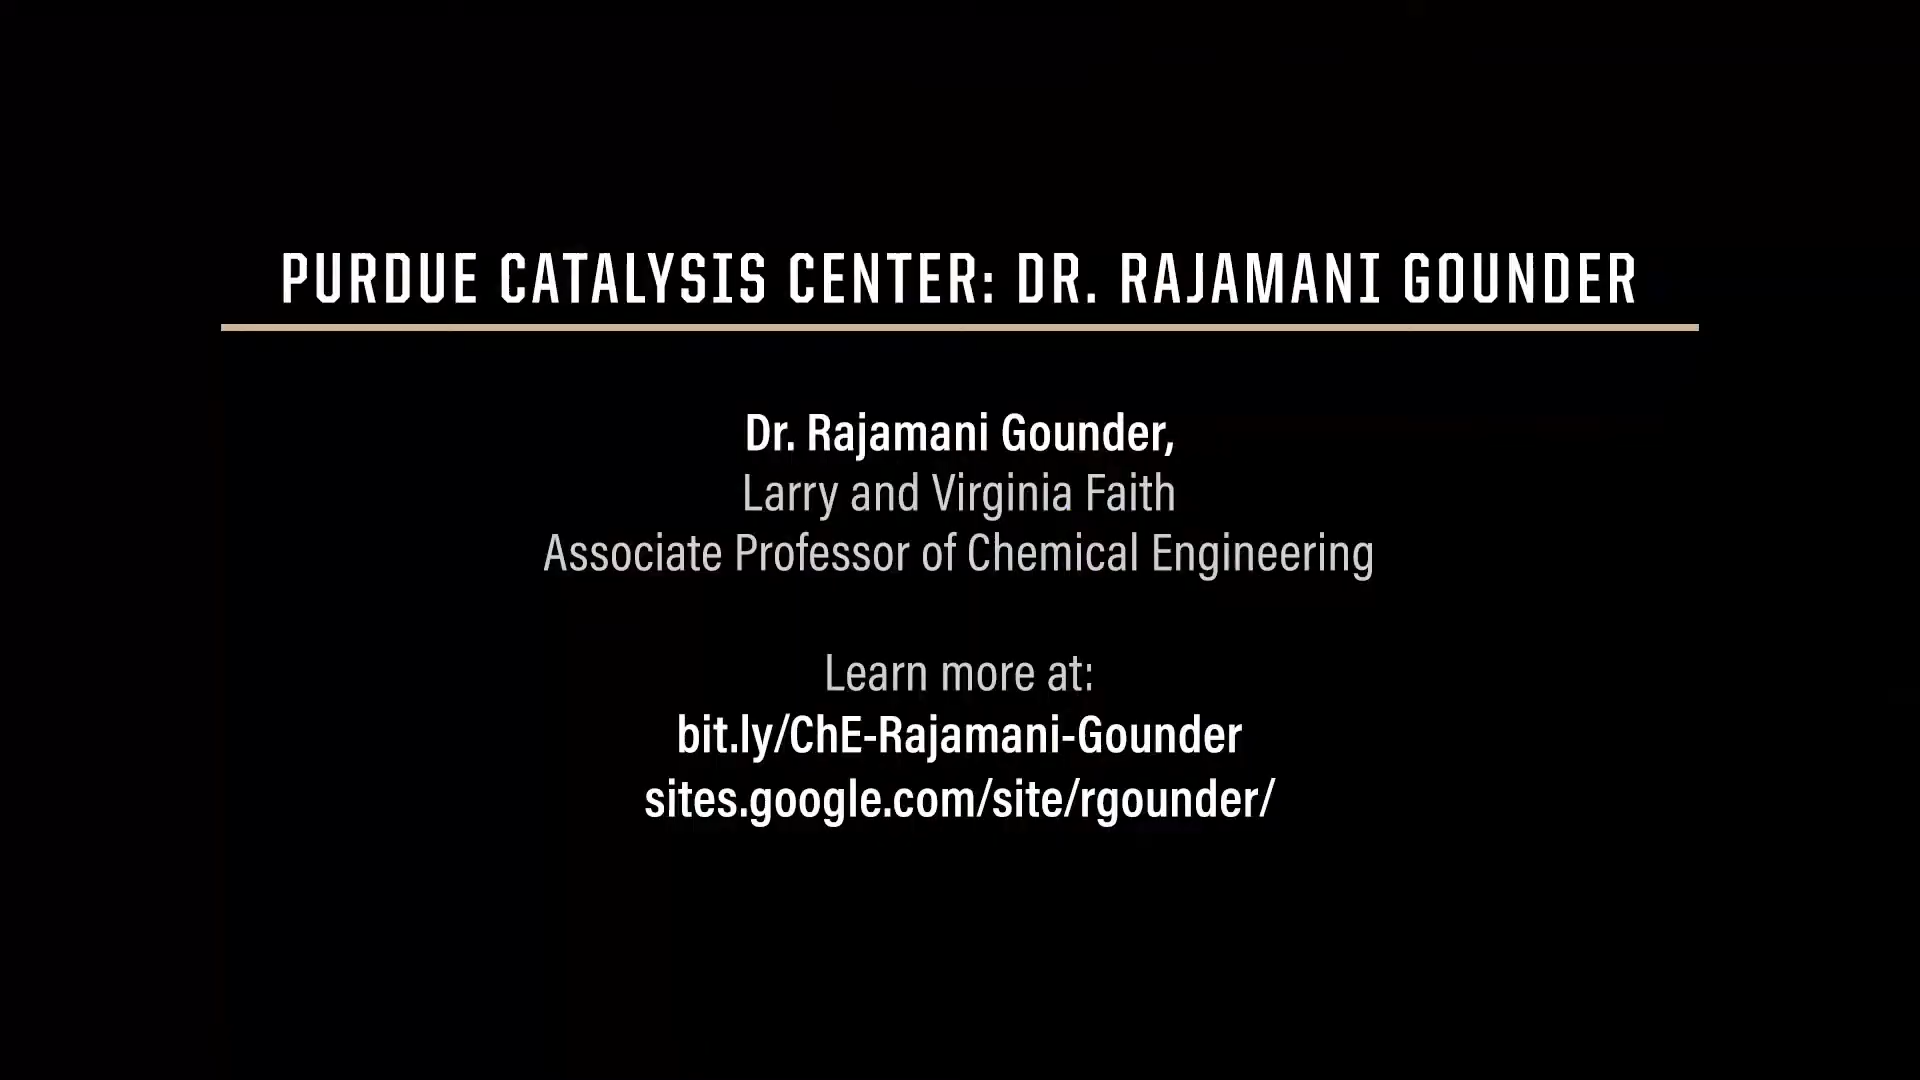 PURDUE CATALYSIS CENTER: DR. RAJAMANI GOUNDER
Dr. Rajamani Gounder,
Larry and Virginia Faith
Associate Professor of Chemical Engineering
Learn more at:
bit.ly/ChE-Rajamani-Gounder
sites.google.com/site/rgounder/